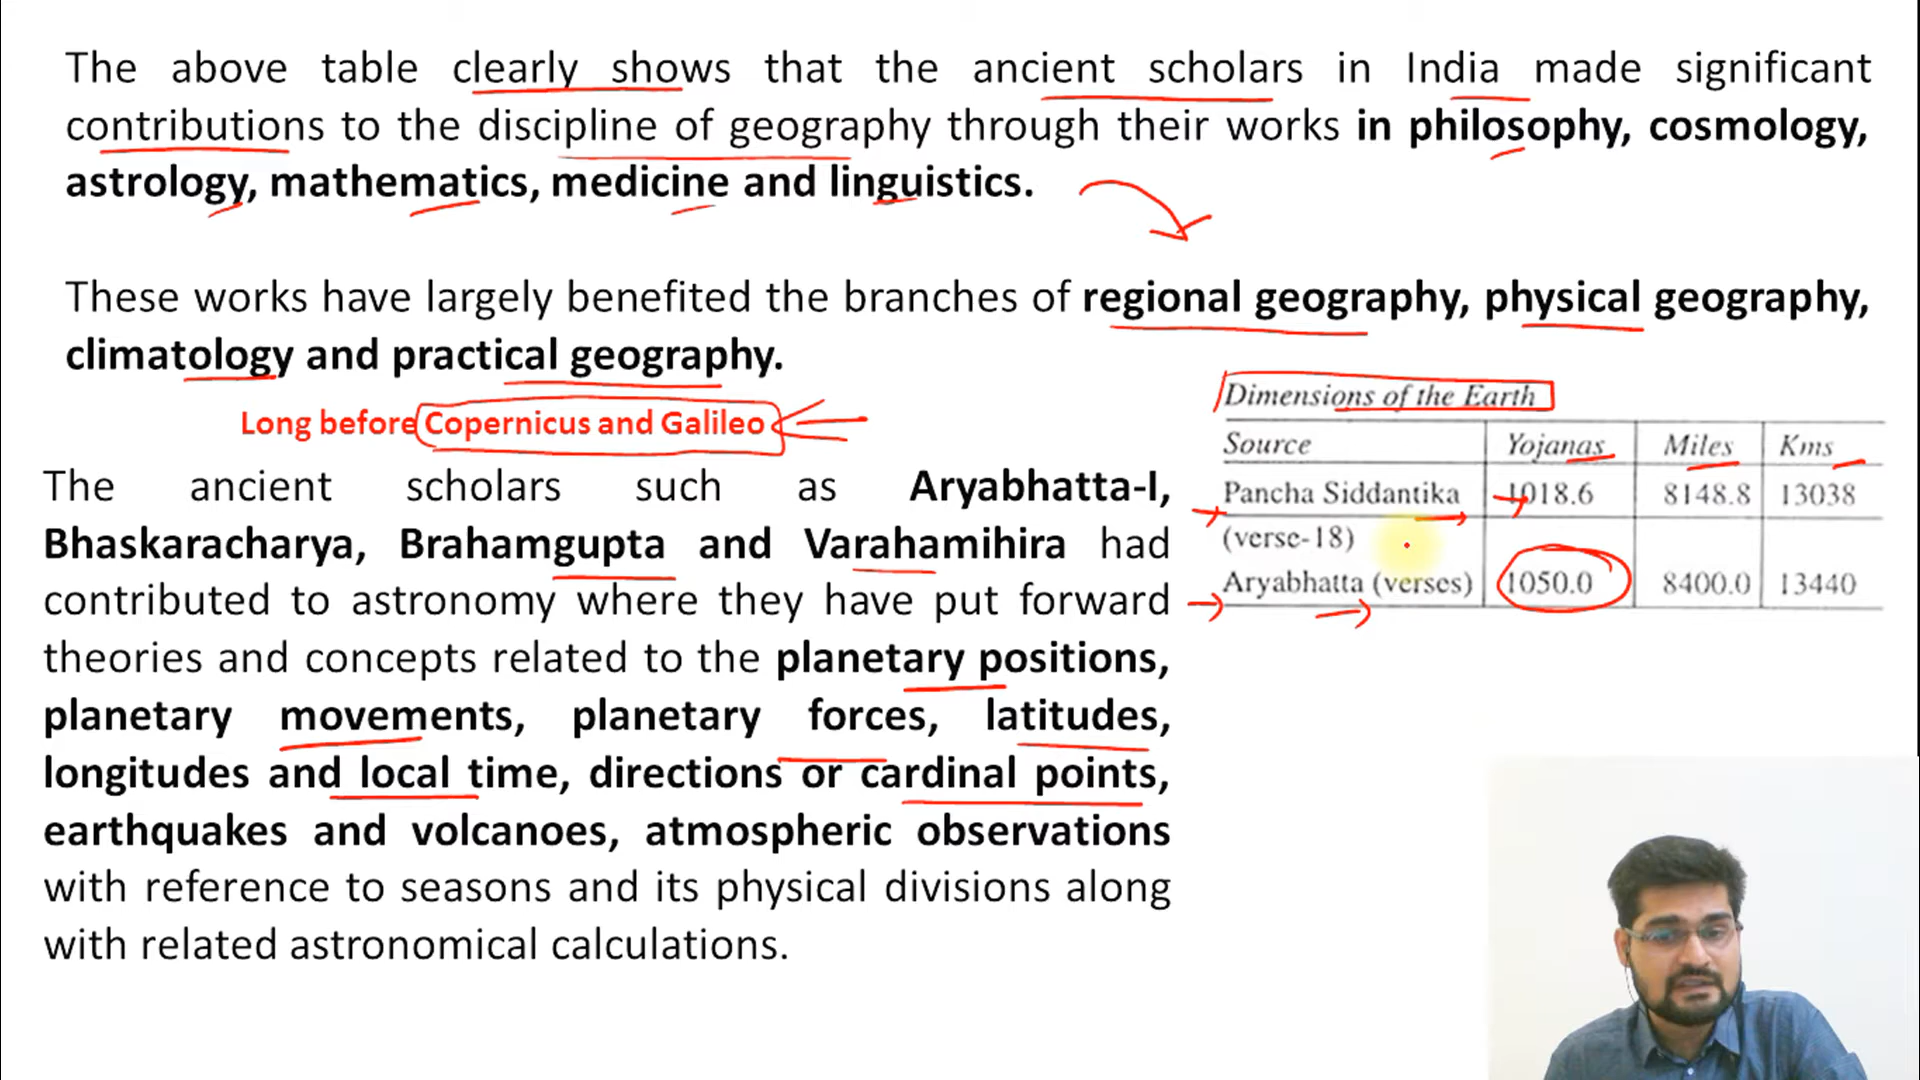 The above table clearly shows that the ancient scholars in India made significant
contributions to the discipline of geography through their works in philosophy, cosmology,
astrology, mathematics, medicine and linguistics.
These works have largely benefited the branches of regional geography, physical geography,
climatology and practical geography.
Long before Copernicus and Galileo
The ancient scholars such as Aryabhatta-I,
Bhaskaracharya, Brahamgupta and Varahamihira had
contributed to astronomy where they have put forward
theories and concepts related to the planetary positions,
planetary movements, planetary forces, latitudes,
longitudes and local time, directions or cardinal points,
earthquakes and volcanoes, atmospheric observations
with reference to seasons and its physical divisions along
with related astronomical calculations.
Dimensions of the Earth
Source Yojanas Miles Kms
Pancha Siddantika 1018.6 8148.8 13038
(verse-18)
Aryabhatta (verses) 1050.0 8400.0 13440